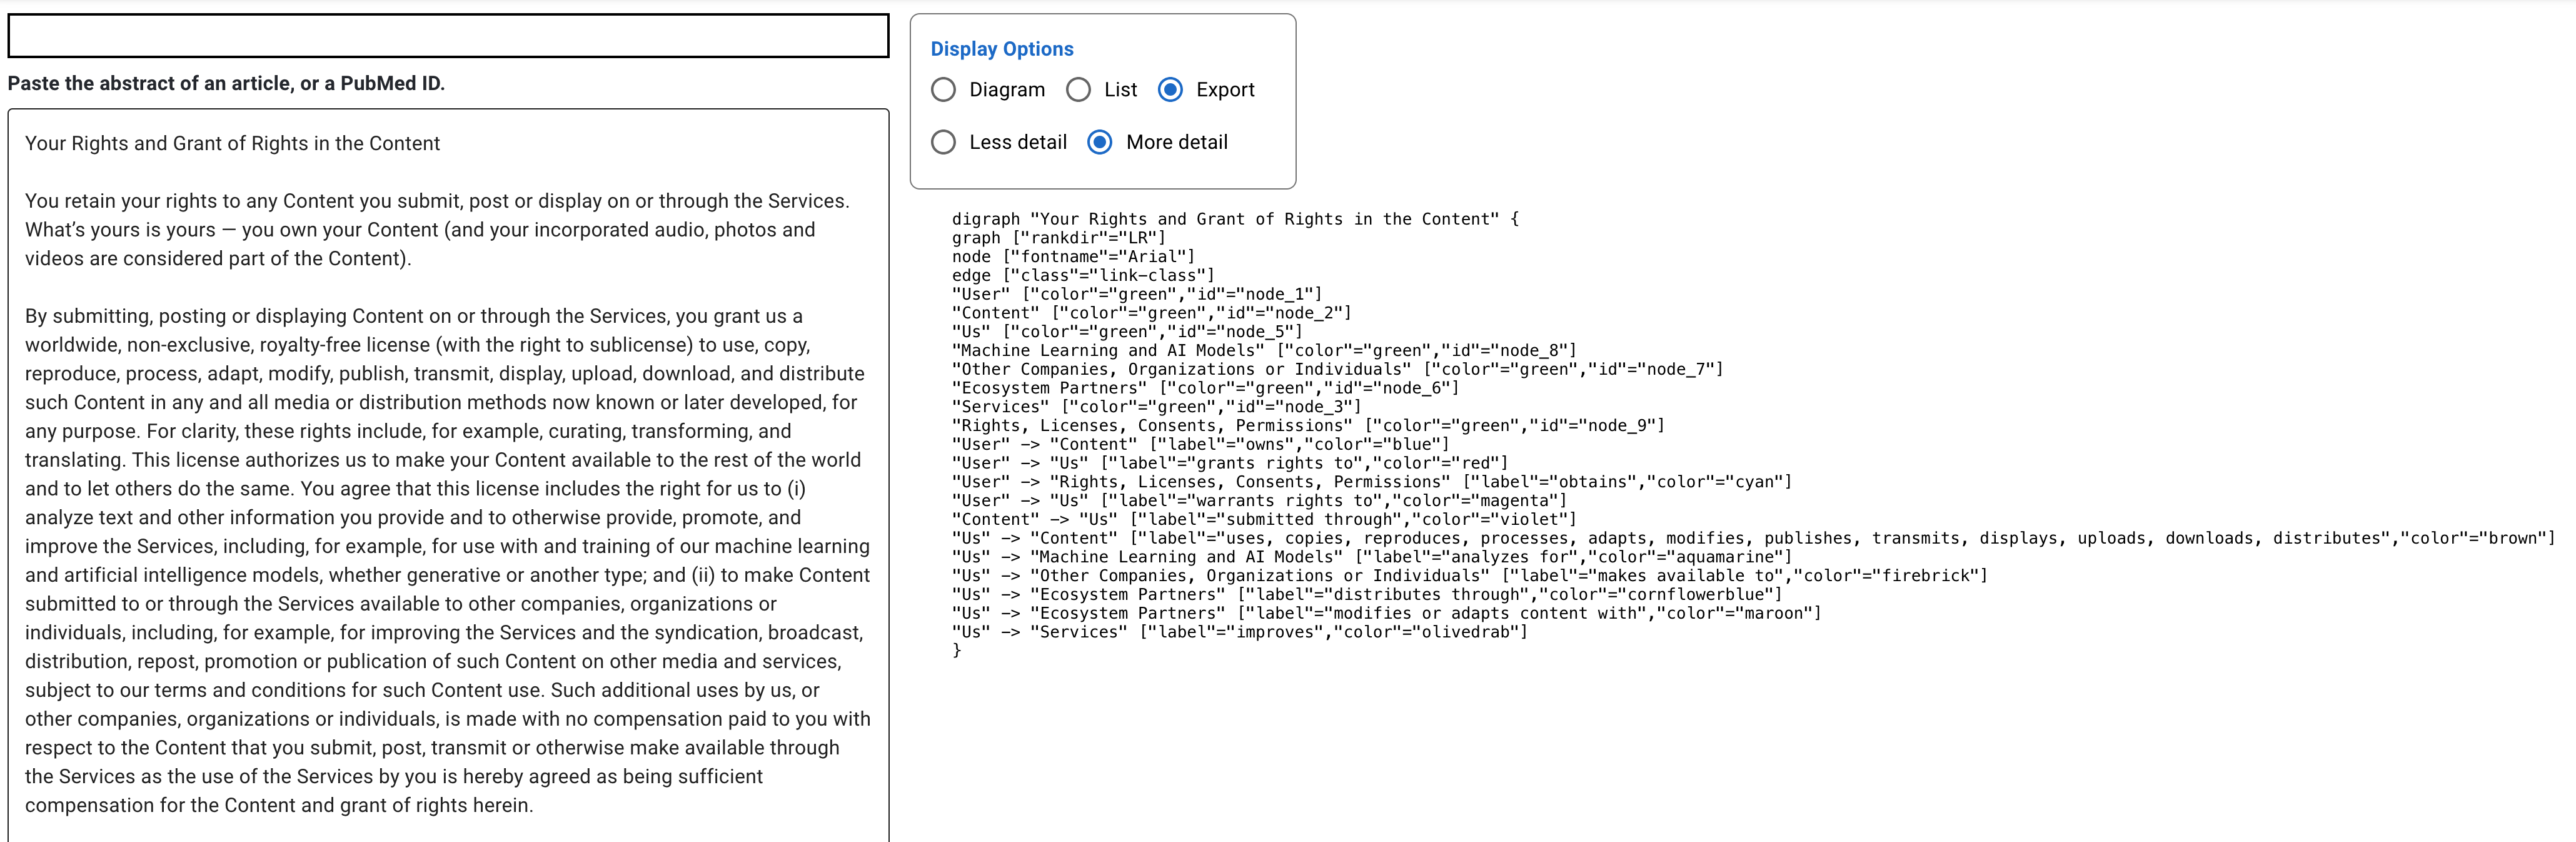 Paste the abstract of an article, or a PubMed ID.
Your Rights and Grant of Rights in the Content
You retain your rights to any Content you submit, post or display on or through the Services.
What’s yours is yours — you own your Content (and your incorporated audio, photos and
videos are considered part of the Content).
By submitting, posting or displaying Content on or through the Services, you grant us a
worldwide, non-exclusive, royalty-free license (with the right to sublicense) to use, copy,
reproduce, process, adapt, modify, publish, transmit, display, upload, download, and distribute
such Content in any and all media or distribution methods now known or later developed, for
any purpose. For clarity, these rights include, for example, curating, transforming, and
translating. This license authorizes us to make your Content available to the rest of the world
and to let others do the same. You agree that this license includes the right for us to (i)
analyze text and other information you provide and to otherwise provide, promote, and
improve the Services, including, for example, for use with and training of our machine learning
and artificial intelligence models, whether generative or another type; and (ii) to make Content
submitted to or through the Services available to other companies, organizations or
individuals, including, for example, for improving the Services and the syndication, broadcast,
distribution, repost, promotion or publication of such Content on other media and services,
subject to our terms and conditions for such Content use. Such additional uses by us, or
other companies, organizations or individuals, is made with no compensation paid to you with
respect to the Content that you submit, post, transmit or otherwise make available through
the Services as the use of the Services by you is hereby agreed as being sufficient
compensation for the Content and grant of rights herein.
Display Options
Diagram List Export
Less detail More detail
digraph "Your Rights and Grant of Rights in the Content" {
graph ["rankdir"="LR"]
node ["fontname"="Arial"]
edge ["class"="link-class"]
"User" ["color"="green","id"="node_1"]
"Content" ["color"="green","id"="node_2"]
"Us" ["color"="green","id"="node_5"]
"Machine Learning and AI Models" ["color"="green","id"="node_8"]
"Other Companies, Organizations or Individuals" ["color"="green","id"="node_7"]
"Ecosystem Partners" ["color"="green","id"="node_6"]
"Services" ["color"="green","id"="node_3"]
"Rights, Licenses, Consents, Permissions" ["color"="green","id"="node_9"]
"User" -> "Content" ["label"="owns","color"="blue"]
"User" -> "Us" ["label"="grants rights to","color"="red"]
"User" -> "Rights, Licenses, Consents, Permissions" ["label"="obtains","color"="cyan"]
"User" -> "Us" ["label"="warrants rights to","color"="magenta"]
"Content" -> "Us" ["label"="submitted through","color"="violet"]
"Us" -> "Content" ["label"="uses, copies, reproduces, processes, adapts, modifies, publishes, transmits, displays, uploads, downloads, distributes","color"="brown"]
"Us" -> "Machine Learning and AI Models" ["label"="analyzes for","color"="aquamarine"]
"Us" -> "Other Companies, Organizations or Individuals" ["label"="makes available to","color"="firebrick"]
"Us" -> "Ecosystem Partners" ["label"="distributes through","color"="cornflowerblue"]
"Us" -> "Ecosystem Partners" ["label"="modifies or adapts content with","color"="maroon"]
"Us" -> "Services" ["label"="improves","color"="olivedrab"]
}